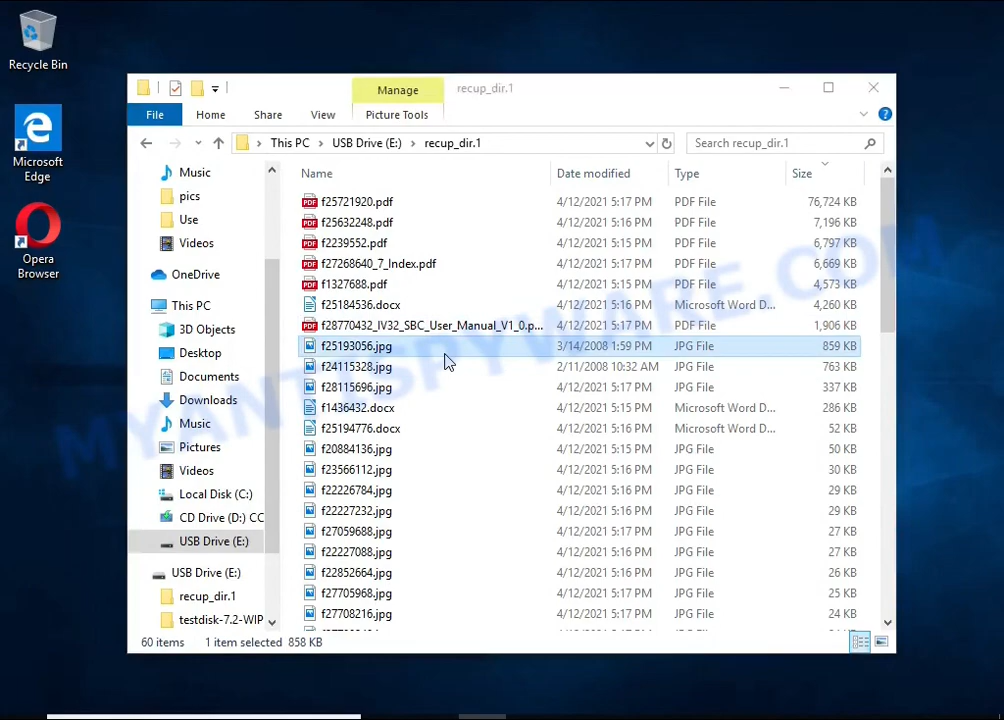 Recycle Bin
Microsoft
Edge
Opera
Browser
Manage
recup_dir.1
File
Home
Share
View
Picture Tools
This PC
USB Drive (E:)
recup_dir.1
Search recup_dir.1
Music
pics
Use
Videos
OneDrive
This PC
3D Objects
Desktop
Documents
Downloads
Music
Pictures
Videos
Local Disk (C:)
CD Drive (D:) CC
USB Drive (E:)
USB Drive (E:)
recup_dir.1
testdisk-7.2-WIP
Name Date modified Type Size
f25721920.pdf 4/12/2021 5:17 PM PDF File 76,724 KB
f25632248.pdf 4/12/2021 5:17 PM PDF File 7,196 KB
f2239552.pdf 4/12/2021 5:15 PM PDF File 6,797 KB
f27268640_7_Index.pdf 4/12/2021 5:17 PM PDF File 6,669 KB
f1327688.pdf 4/12/2021 5:15 PM PDF File 4,573 KB
f25184536.docx 4/12/2021 5:16 PM Microsoft Word D... 4,260 KB
f28770432_IV32_SBC_User_Manual_V1_0.p... 4/12/2021 5:17 PM PDF File 1,906 KB
f25193056.jpg 3/14/2008 1:59 PM JPG File 859 KB
f24115328.jpg 2/11/2008 10:32 AM JPG File 763 KB
f28115696.jpg 4/12/2021 5:17 PM JPG File 337 KB
f1436432.docx 4/12/2021 5:15 PM Microsoft Word D... 286 KB
f25194776.docx 4/12/2021 5:16 PM Microsoft Word D... 52 KB
f20884136.jpg 4/12/2021 5:15 PM JPG File 50 KB
f23566112.jpg 4/12/2021 5:16 PM JPG File 30 KB
f22226784.jpg 4/12/2021 5:16 PM JPG File 29 KB
f22227232.jpg 4/12/2021 5:16 PM JPG File 29 KB
f27059688.jpg 4/12/2021 5:17 PM JPG File 27 KB
f22227088.jpg 4/12/2021 5:16 PM JPG File 27 KB
f22852664.jpg 4/12/2021 5:16 PM JPG File 26 KB
f27705968.jpg 4/12/2021 5:17 PM JPG File 25 KB
f27708216.jpg 4/12/2021 5:17 PM JPG File 24 KB
60 items 1 item selected 858 KB
MYANTISPYWARE.COM